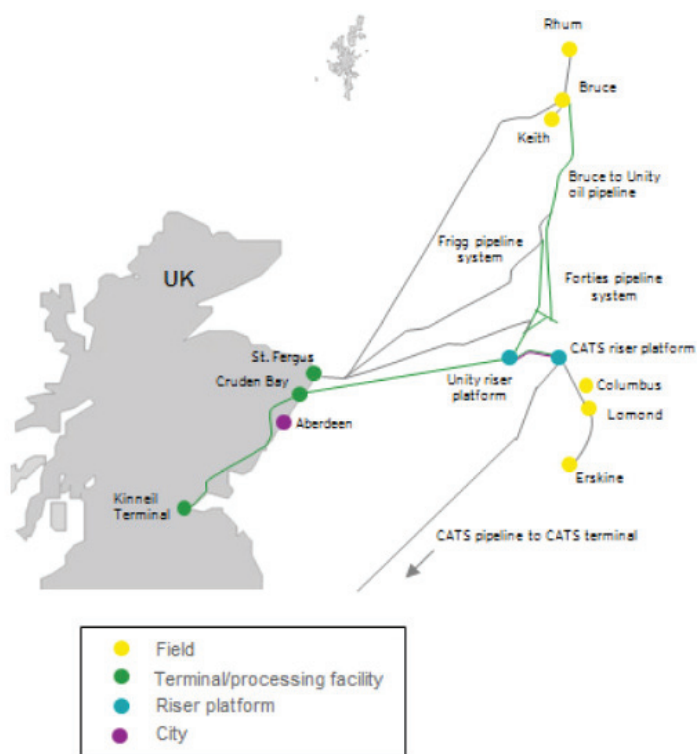 Rhum
Bruce
Keith
Bruce to Unity
oil pipeline
Frigg pipeline
system
UK
Forties pipeline
system
St. Fergus
CATS riser platform
Cruden Bay
Unity riser
platform
Columbus
Lomond
Aberdeen
Erskine
Kinneil
Terminal
CATS pipeline to CATS terminal
Field
Terminal/processing facility
Riser platform
City